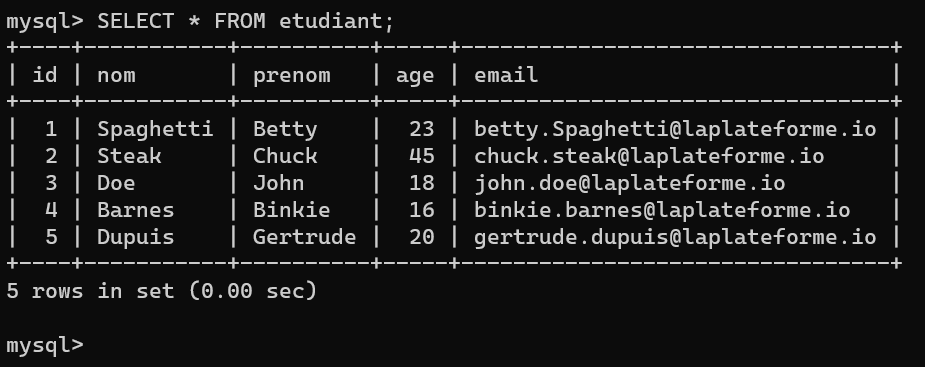 mysql> SELECT * FROM etudiant;
+----+-----------+----------+-----+---------------------------------+
| id | nom       | prenom   | age | email                           |
+----+-----------+----------+-----+---------------------------------+
|  1 | Spaghetti | Betty    |  23 | betty.Spaghetti@laplateforme.io |
|  2 | Steak     | Chuck    |  45 | chuck.steak@laplateforme.io     |
|  3 | Doe       | John     |  18 | john.doe@laplateforme.io        |
|  4 | Barnes    | Binkie   |  16 | binkie.barnes@laplateforme.io   |
|  5 | Dupuis    | Gertrude |  20 | gertrude.dupuis@laplateforme.io |
+----+-----------+----------+-----+---------------------------------+
5 rows in set (0.00 sec)

mysql>